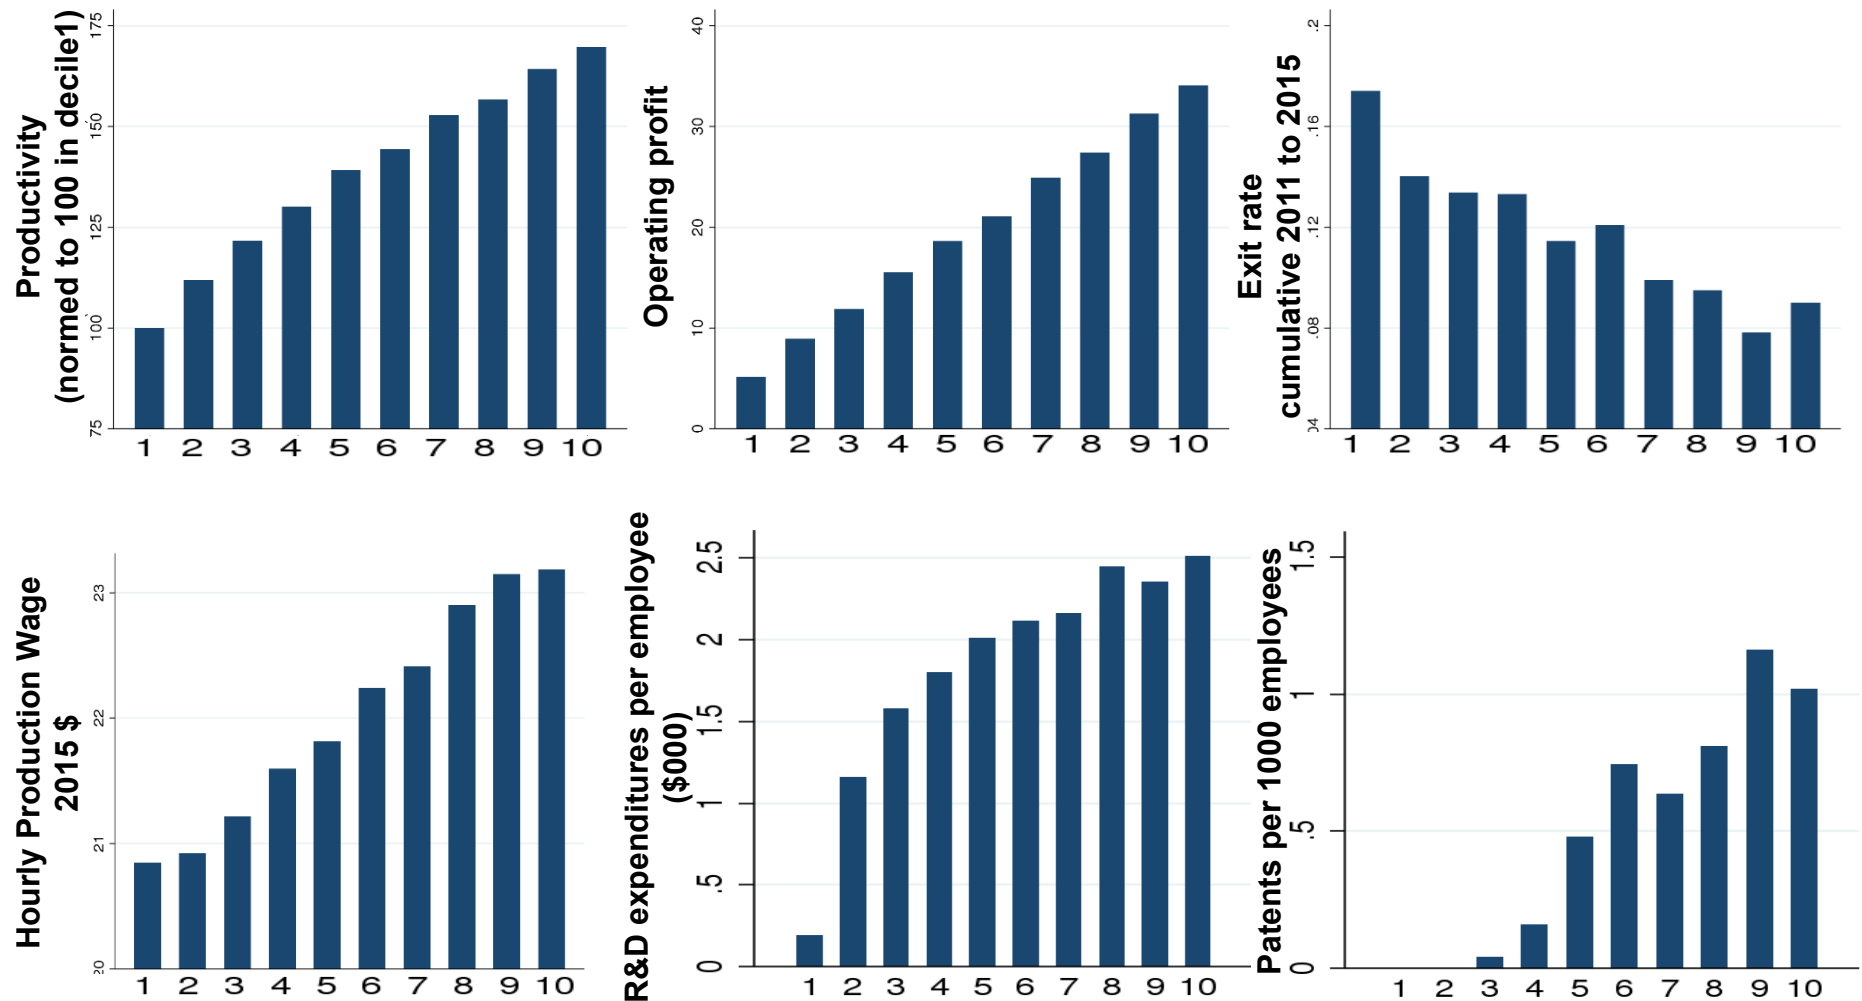 Productivity
(normed to 100 in decile1)
175
150
125
100
75
1 2 3 4 5 6 7 8 9 10
Operating profit
40
30
20
10
0
1 2 3 4 5 6 7 8 9 10
Exit rate
cumulative 2011 to 2015
.2
.16
.12
.08
04
1 2 3 4 5 6 7 8 9 10
Hourly Production Wage
2015 $
23
22
21
20
1 2 3 4 5 6 7 8 9 10
R&D expenditures per employee
($000)
2.5
2
1.5
1
.5
0
1 2 3 4 5 6 7 8 9 10
Patents per 1000 employees
1.5
1
.5
0
1 2 3 4 5 6 7 8 9 10